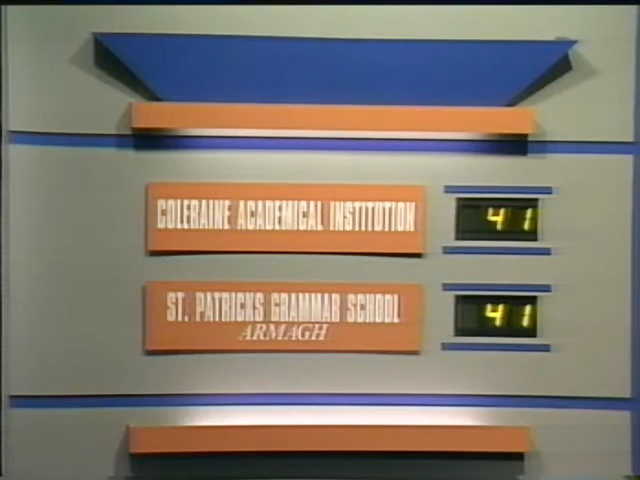 COLERAINE ACADEMICAL INSTITUTION
41
ST. PATRICKS GRAMMAR SCHOOL
ARMAGH
41